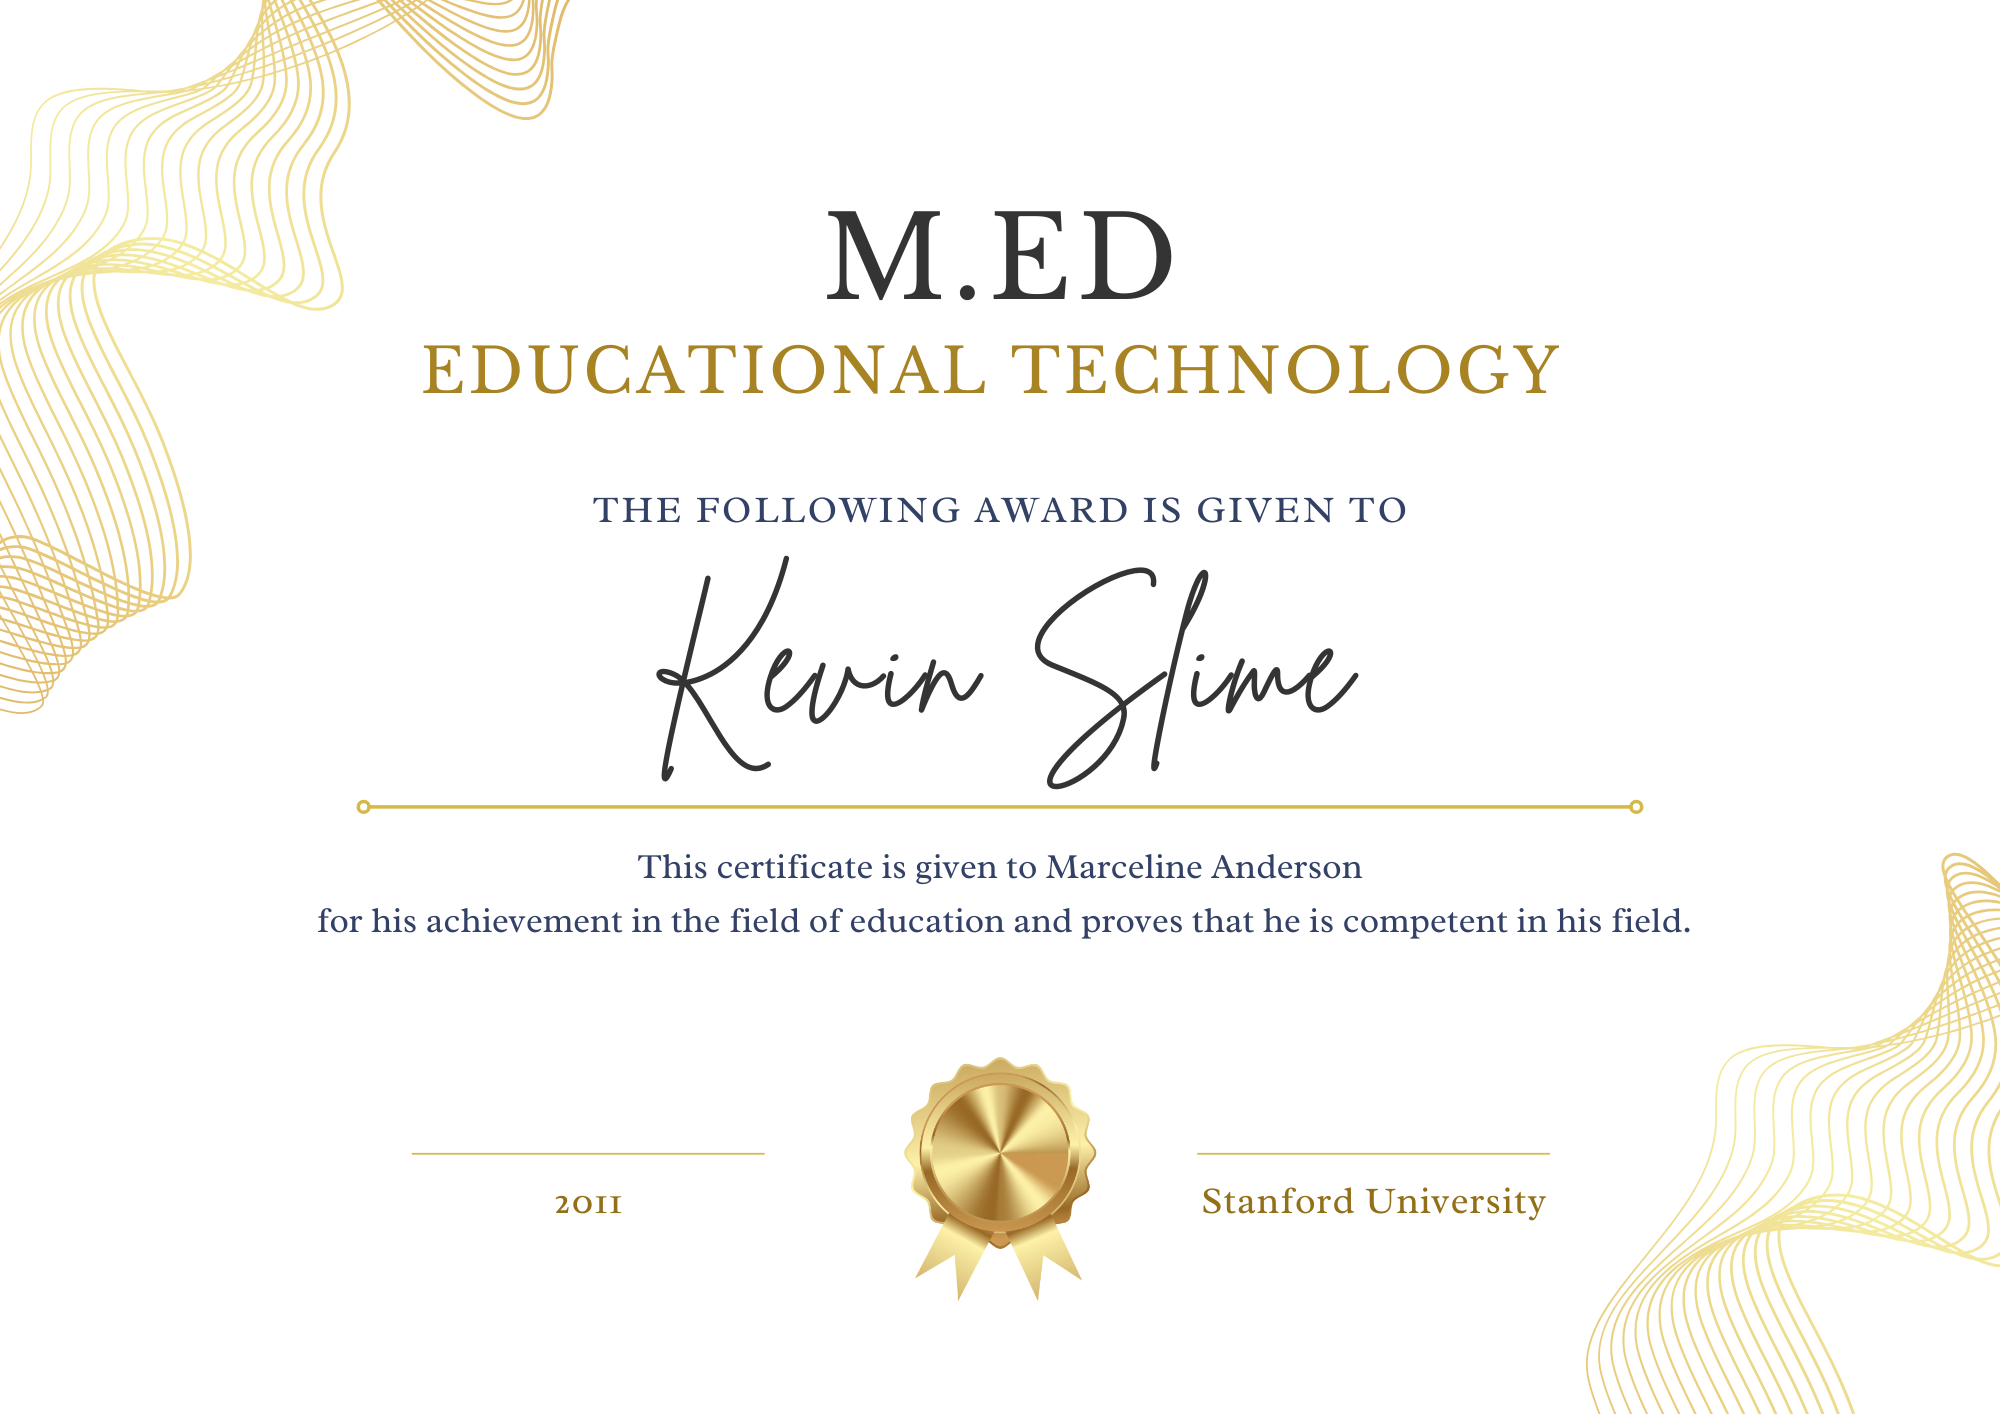 M.ED
EDUCATIONAL TECHNOLOGY
THE FOLLOWING AWARD IS GIVEN TO
Kevin Slime
This certificate is given to Marceline Anderson
for his achievement in the field of education and proves that he is competent in his field.
2011
Stanford University